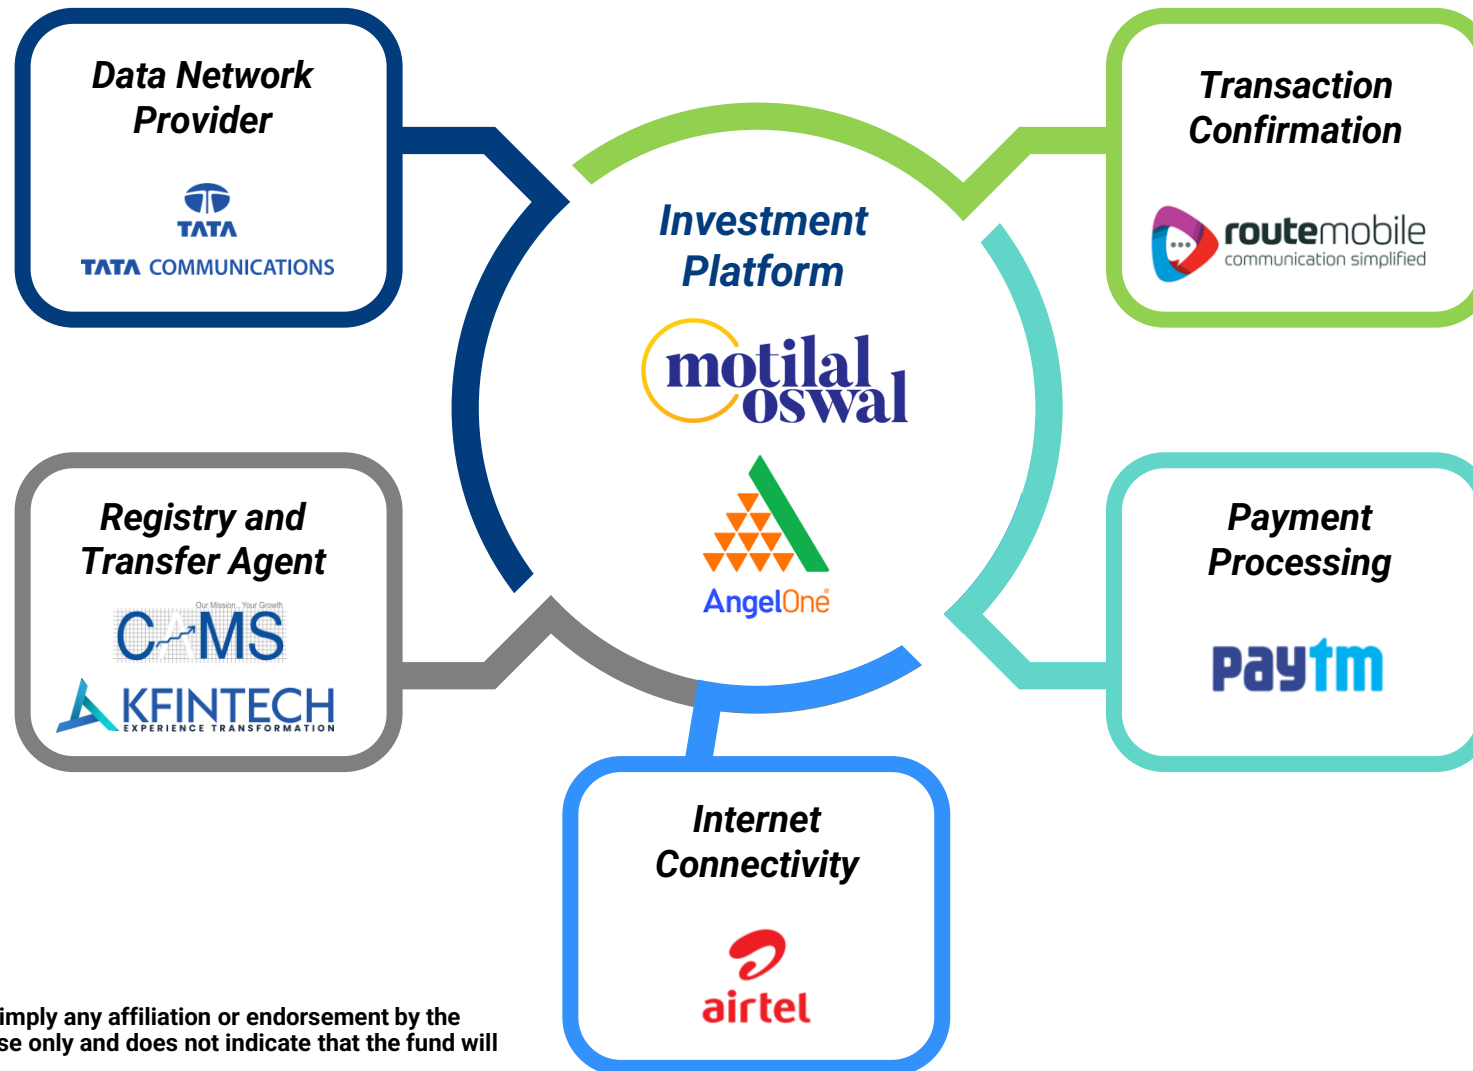 Data Network
Provider
TATA
TATA COMMUNICATIONS
Transaction
Confirmation
routemobile
communication simplified
Investment
Platform
motilal
oswal
AngelOne
Registry and
Transfer Agent
Our Mission.. Your Growth
CAMS
KFINTECH
EXPERIENCE TRANSFORMATION
Payment
Processing
paytm
Internet
Connectivity
airtel
imply any affiliation or endorsement by the
se only and does not indicate that the fund will